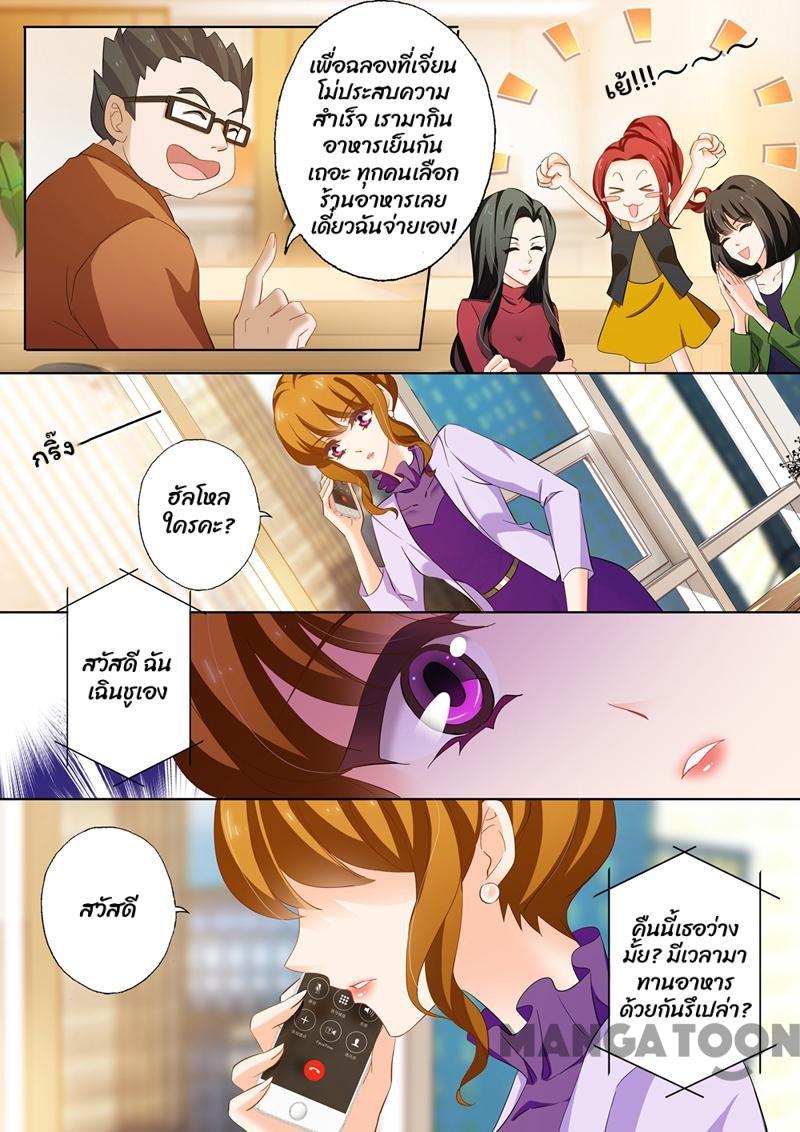 เพื่อฉลองที่เจี่ยน
โม่ประสบความ
สำเร็จ เรามากิน
อาหารเย็นกัน
เถอะ ทุกคนเลือก
ร้านอาหารเลย
เดี๋ยวฉันจ่ายเอง!
เย้!!!~~~
กริ๊ง
ฮัลโหล
ใครคะ?
สวัสดี ฉัน
เฉินชูเอง
สวัสดี
คืนนี้เธอว่าง
มั้ย? มีเวลามา
ทานอาหาร
ด้วยกันรึเปล่า?
FaceTime
MANGATOON